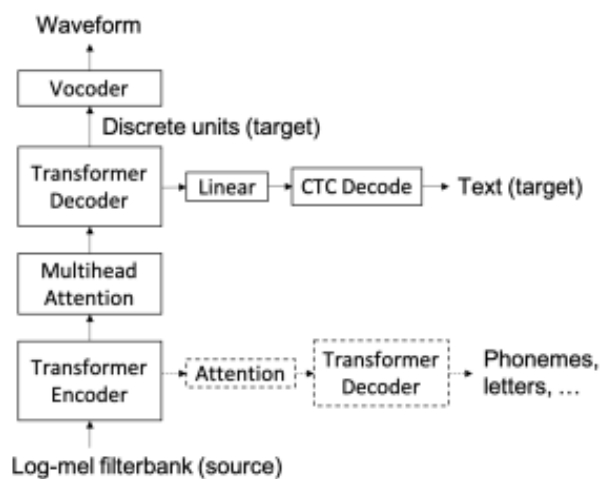 Waveform
Vocoder
Discrete units (target)
Transformer
Decoder
Linear
CTC Decode
Text (target)
Multihead
Attention
Transformer
Encoder
Attention
Transformer
Decoder
Phonemes,
letters, ...
Log-mel filterbank (source)